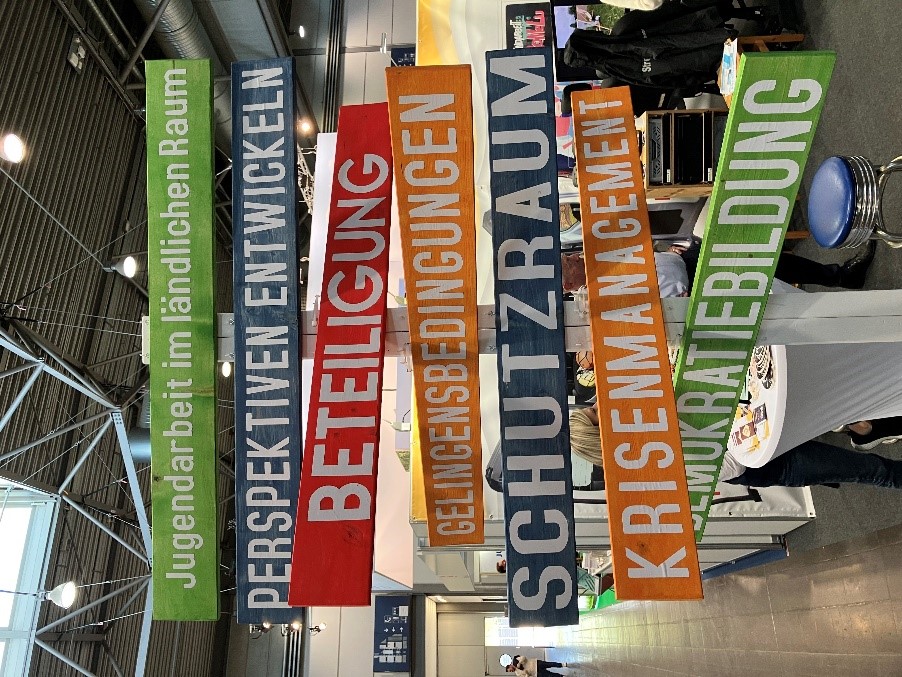 Jugendarbeit im ländlichen Raum
PERSPEKTIVEN ENTWICKELN
BETEILIGUNG
GELINGENSBEDINGUNGEN
SCHUTZRAUM
KRISENMANAGEMENT
DEMOKRATIEBILDUNG